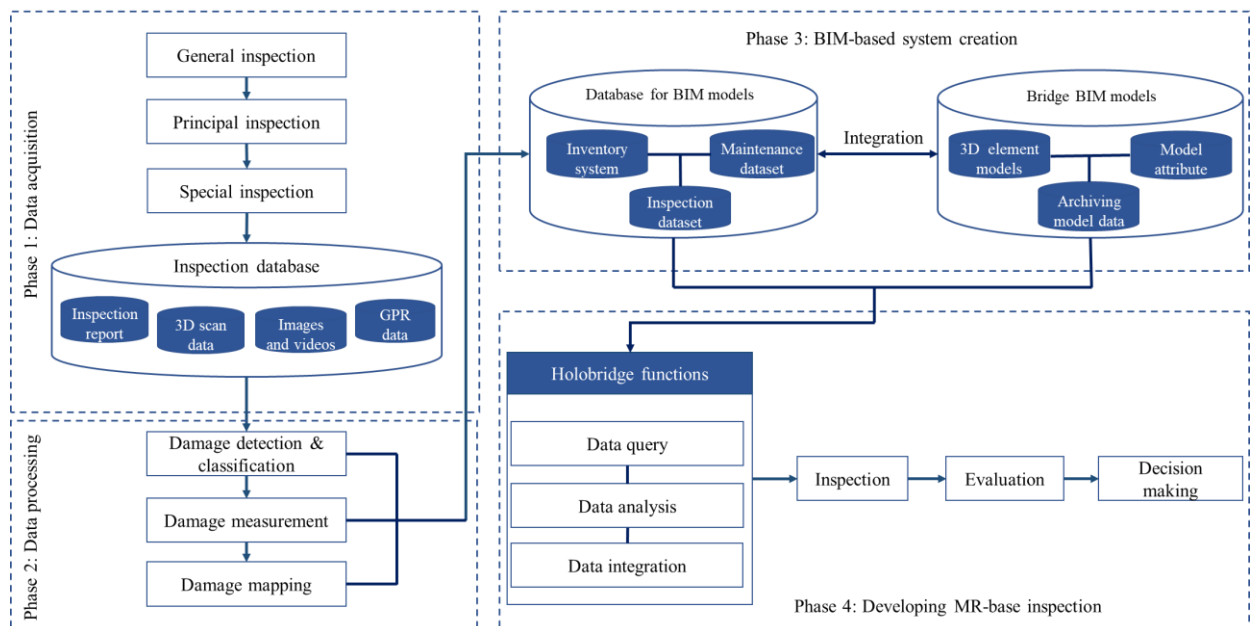 Phase 1: Data acquisition
General inspection
Principal inspection
Special inspection
Inspection database
Inspection
report
3D scan
data
Images
and videos
GPR
data
Phase 2: Data processing
Damage detection &
classification
Damage measurement
Damage mapping
Phase 3: BIM-based system creation
Database for BIM models
Inventory
system
Maintenance
dataset
Inspection
dataset
Integration
Bridge BIM models
3D element
models
Model
attribute
Archiving
model data
Holobridge functions
Data query
Data analysis
Data integration
Inspection
Evaluation
Decision
making
Phase 4: Developing MR-base inspection